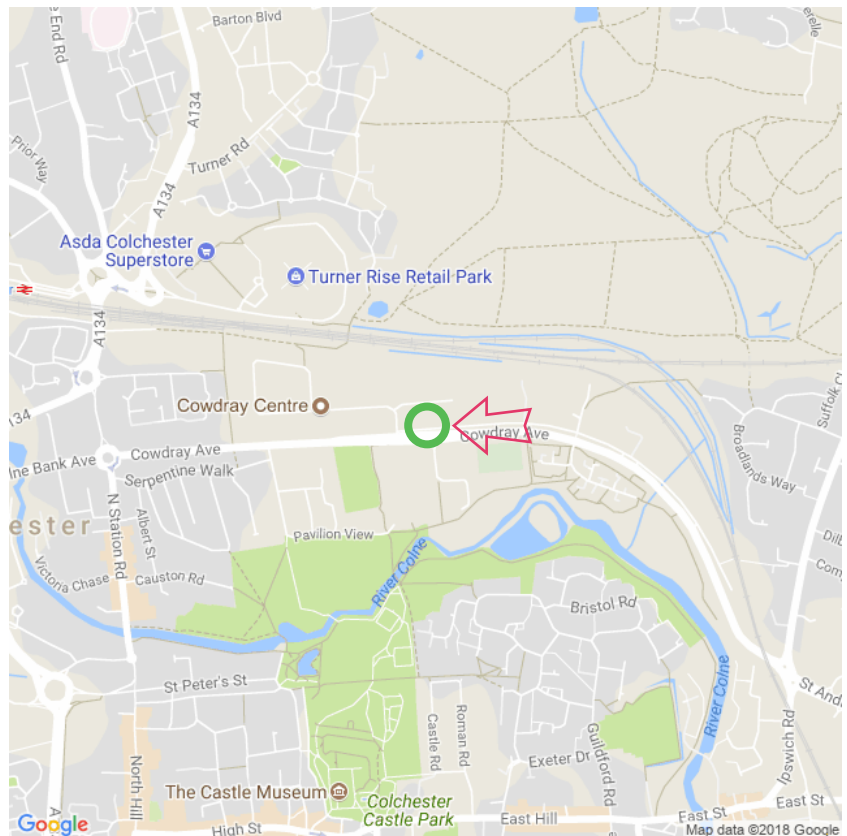 Barton Blvd
End Rd
A134
Turner Rd
Prior Way
A134
A134
Asda Colchester
Superstore
Turner Rise Retail Park
A134
Suffolk
Cowdray Centre
Cowdray Ave
134
Cowdray Ave
ne Bank Ave
Serpentine Walk
Broadlands Way
N Station Rd
Albert St
ester
Pavilion View
River Colne
Victoria Chase
Causton Rd
Bristol Rd
St Peter's St
River Colne
Castle Rd
Roman Rd
Guildford Rd
Ipswich Rd
Exeter Dr
North Hill
The Castle Museum
Colchester
Castle Park
High St
East Hill
East St
East St
Google
Map data ©2018 Google